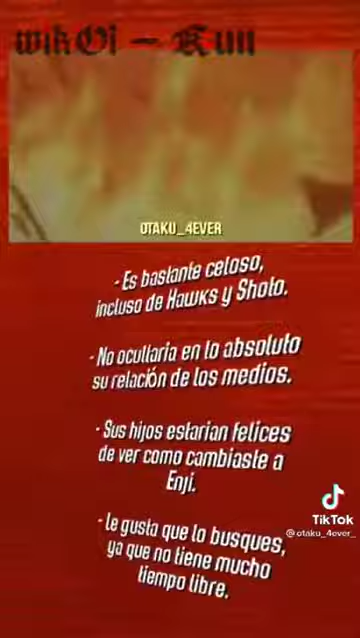 OTAKU_4EVER
- Es bastante celoso,
incluso de Hawks y Shoto.
- No ocultaria en lo absoluto
su relación de los medios.
- Sus hijos estarian felices
de ver como cambiaste a
Enji.
- le gusta que lo busques,
ya que no tiene mucho
tiempo libre.
TikTok
@otaku_4ever_